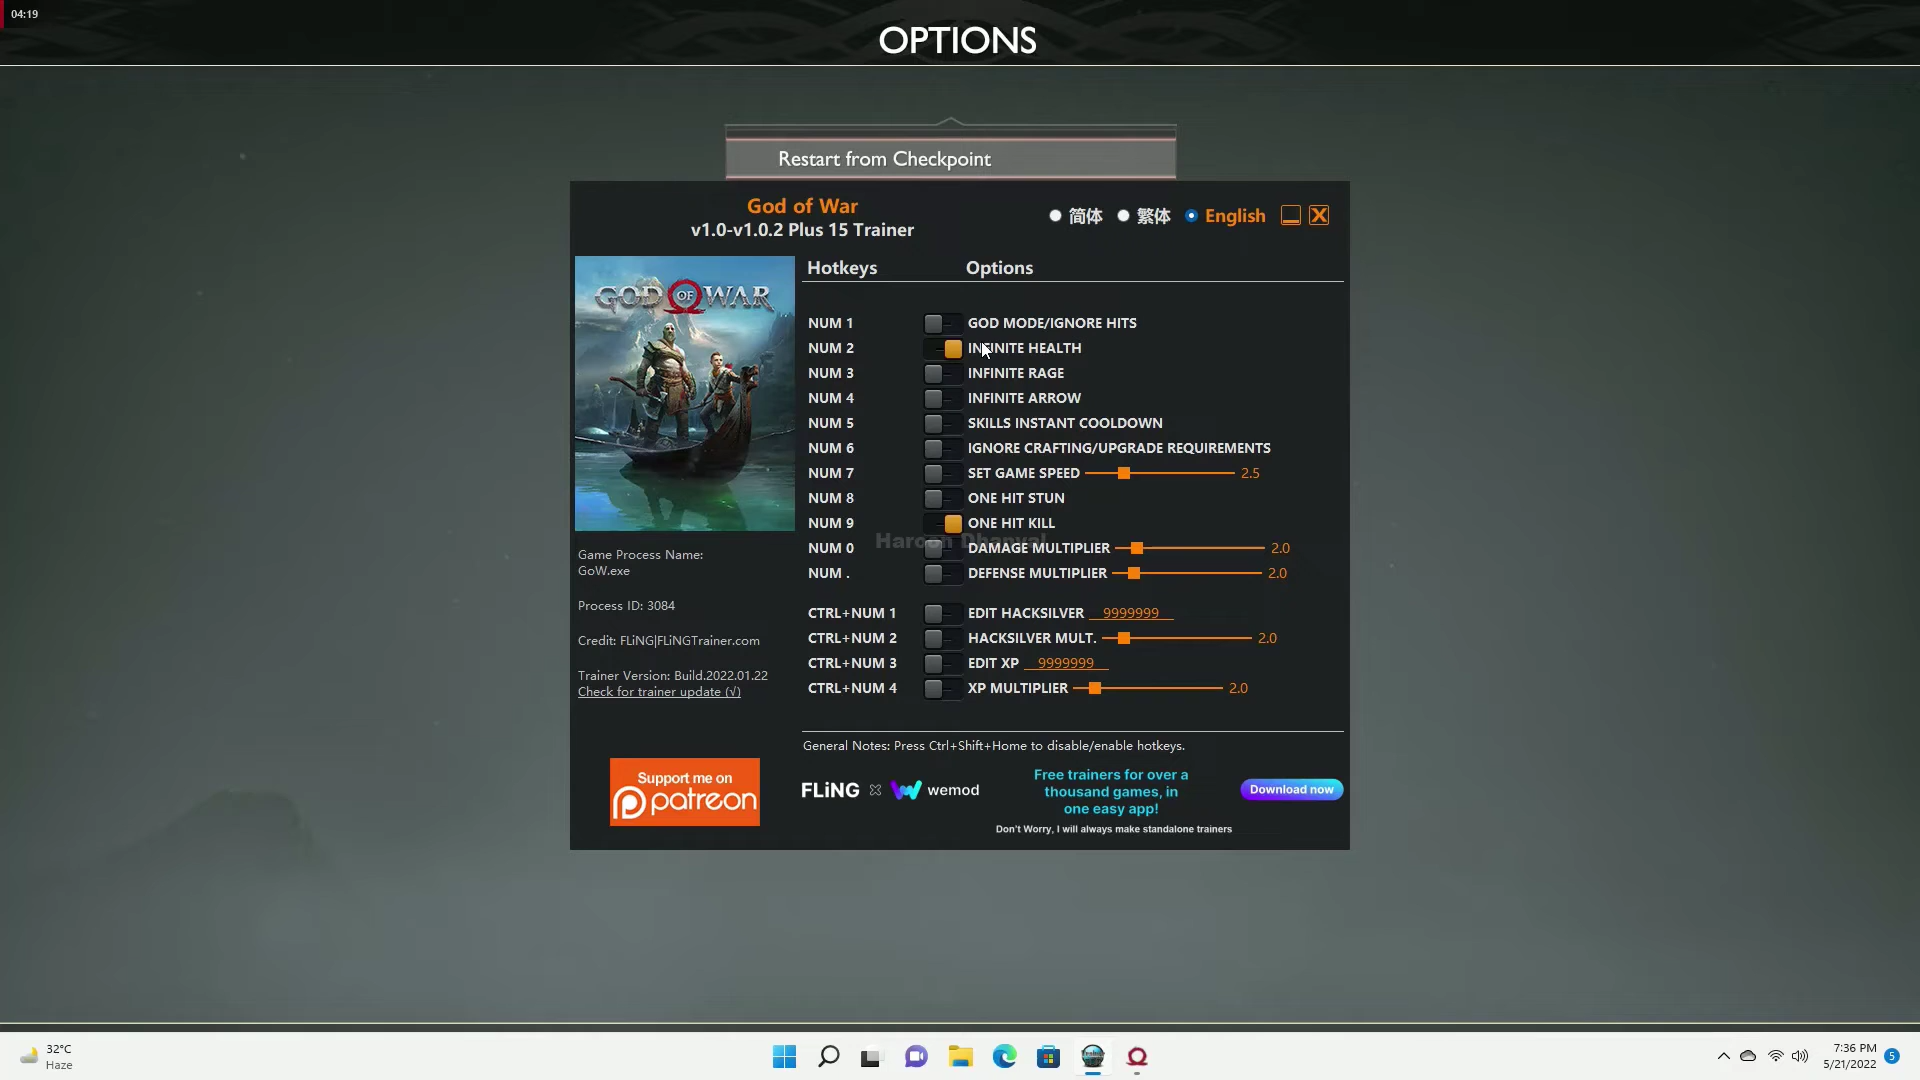 04:19
OPTIONS
Restart from Checkpoint
God of War
v1.0-v1.0.2 Plus 15 Trainer
简体 繁体 English
GOD OF WAR
Hotkeys Options
NUM 1 GOD MODE/IGNORE HITS
NUM 2 INFINITE HEALTH
NUM 3 INFINITE RAGE
NUM 4 INFINITE ARROW
NUM 5 SKILLS INSTANT COOLDOWN
NUM 6 IGNORE CRAFTING/UPGRADE REQUIREMENTS
NUM 7 SET GAME SPEED 2.5
NUM 8 ONE HIT STUN
NUM 9 ONE HIT KILL
NUM 0 DAMAGE MULTIPLIER 2.0
NUM . DEFENSE MULTIPLIER 2.0
CTRL+NUM 1 EDIT HACKSILVER 9999999
CTRL+NUM 2 HACKSILVER MULT. 2.0
CTRL+NUM 3 EDIT XP 9999999
CTRL+NUM 4 XP MULTIPLIER 2.0
Game Process Name:
GoW.exe
Process ID: 3084
Credit: FLiNG|FLiNGTrainer.com
Trainer Version: Build.2022.01.22
Check for trainer update (√)
General Notes: Press Ctrl+Shift+Home to disable/enable hotkeys.
Support me on
patreon
FLiNG wemod
Free trainers for over a
thousand games, in
one easy app!
Download now
Don't Worry, I will always make standalone trainers
32°C
Haze
7:36 PM
5/21/2022
5